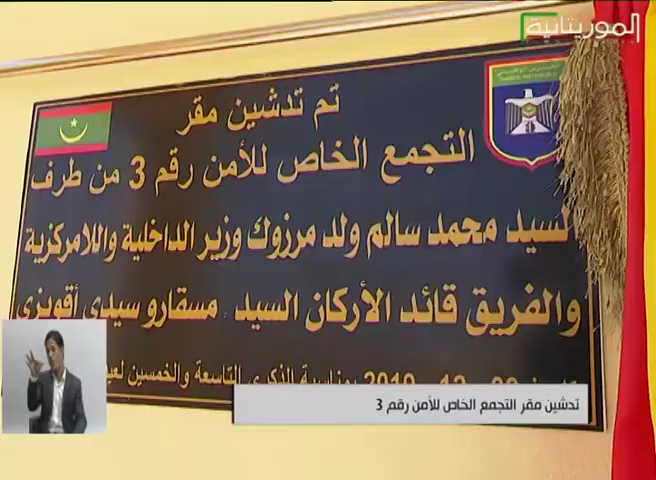 الموريتانية
تم تدشين مقر
التجمع الخاص للأمن رقم 3 من طرف
السيد محمد سالم ولد مرزوك وزير الداخلية واللامركزية
والفريق قائد الأركان السيد : مسقارو سيدي أقويزي
2019 بمناسبة الذكرى التاسعة والخمسين
تدشين مقر التجمع الخاص للأمن رقم 3